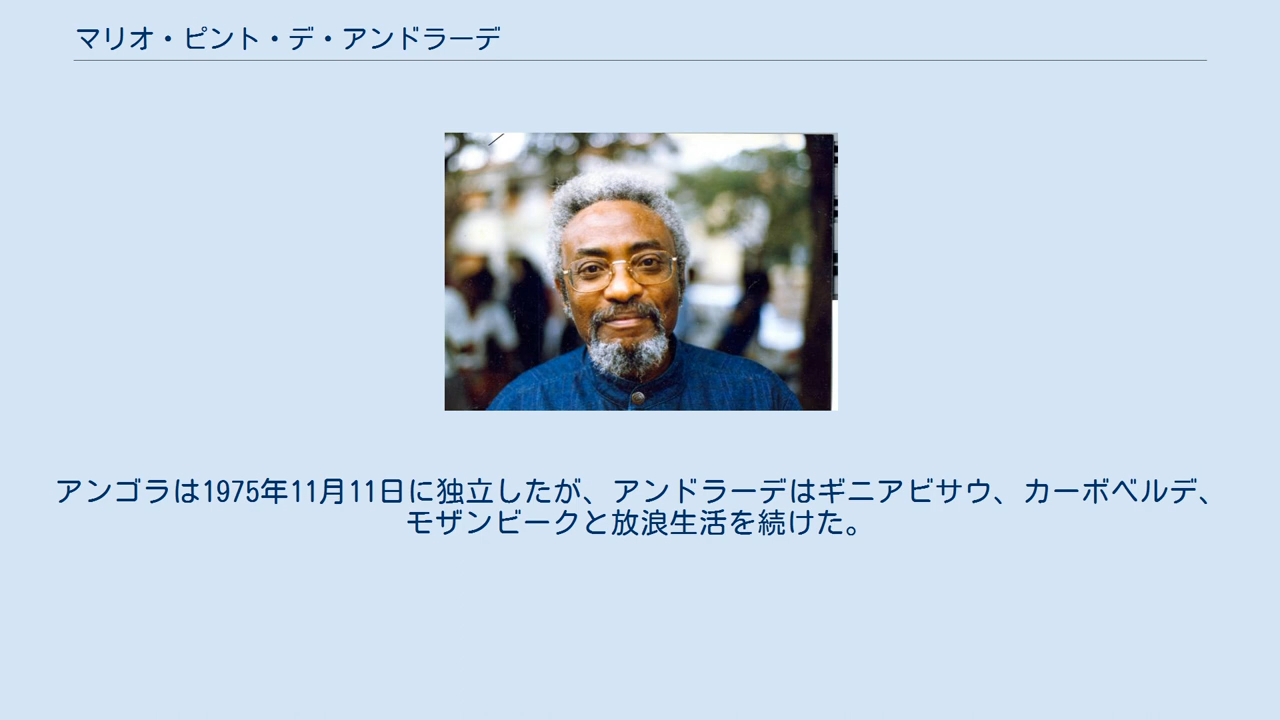 マリオ・ピント・デ・アンドラーデ
アンゴラは1975年11月11日に独立したが、アンドラーデはギニアビサウ、カーボベルデ、
モザンビークと放浪生活を続けた。